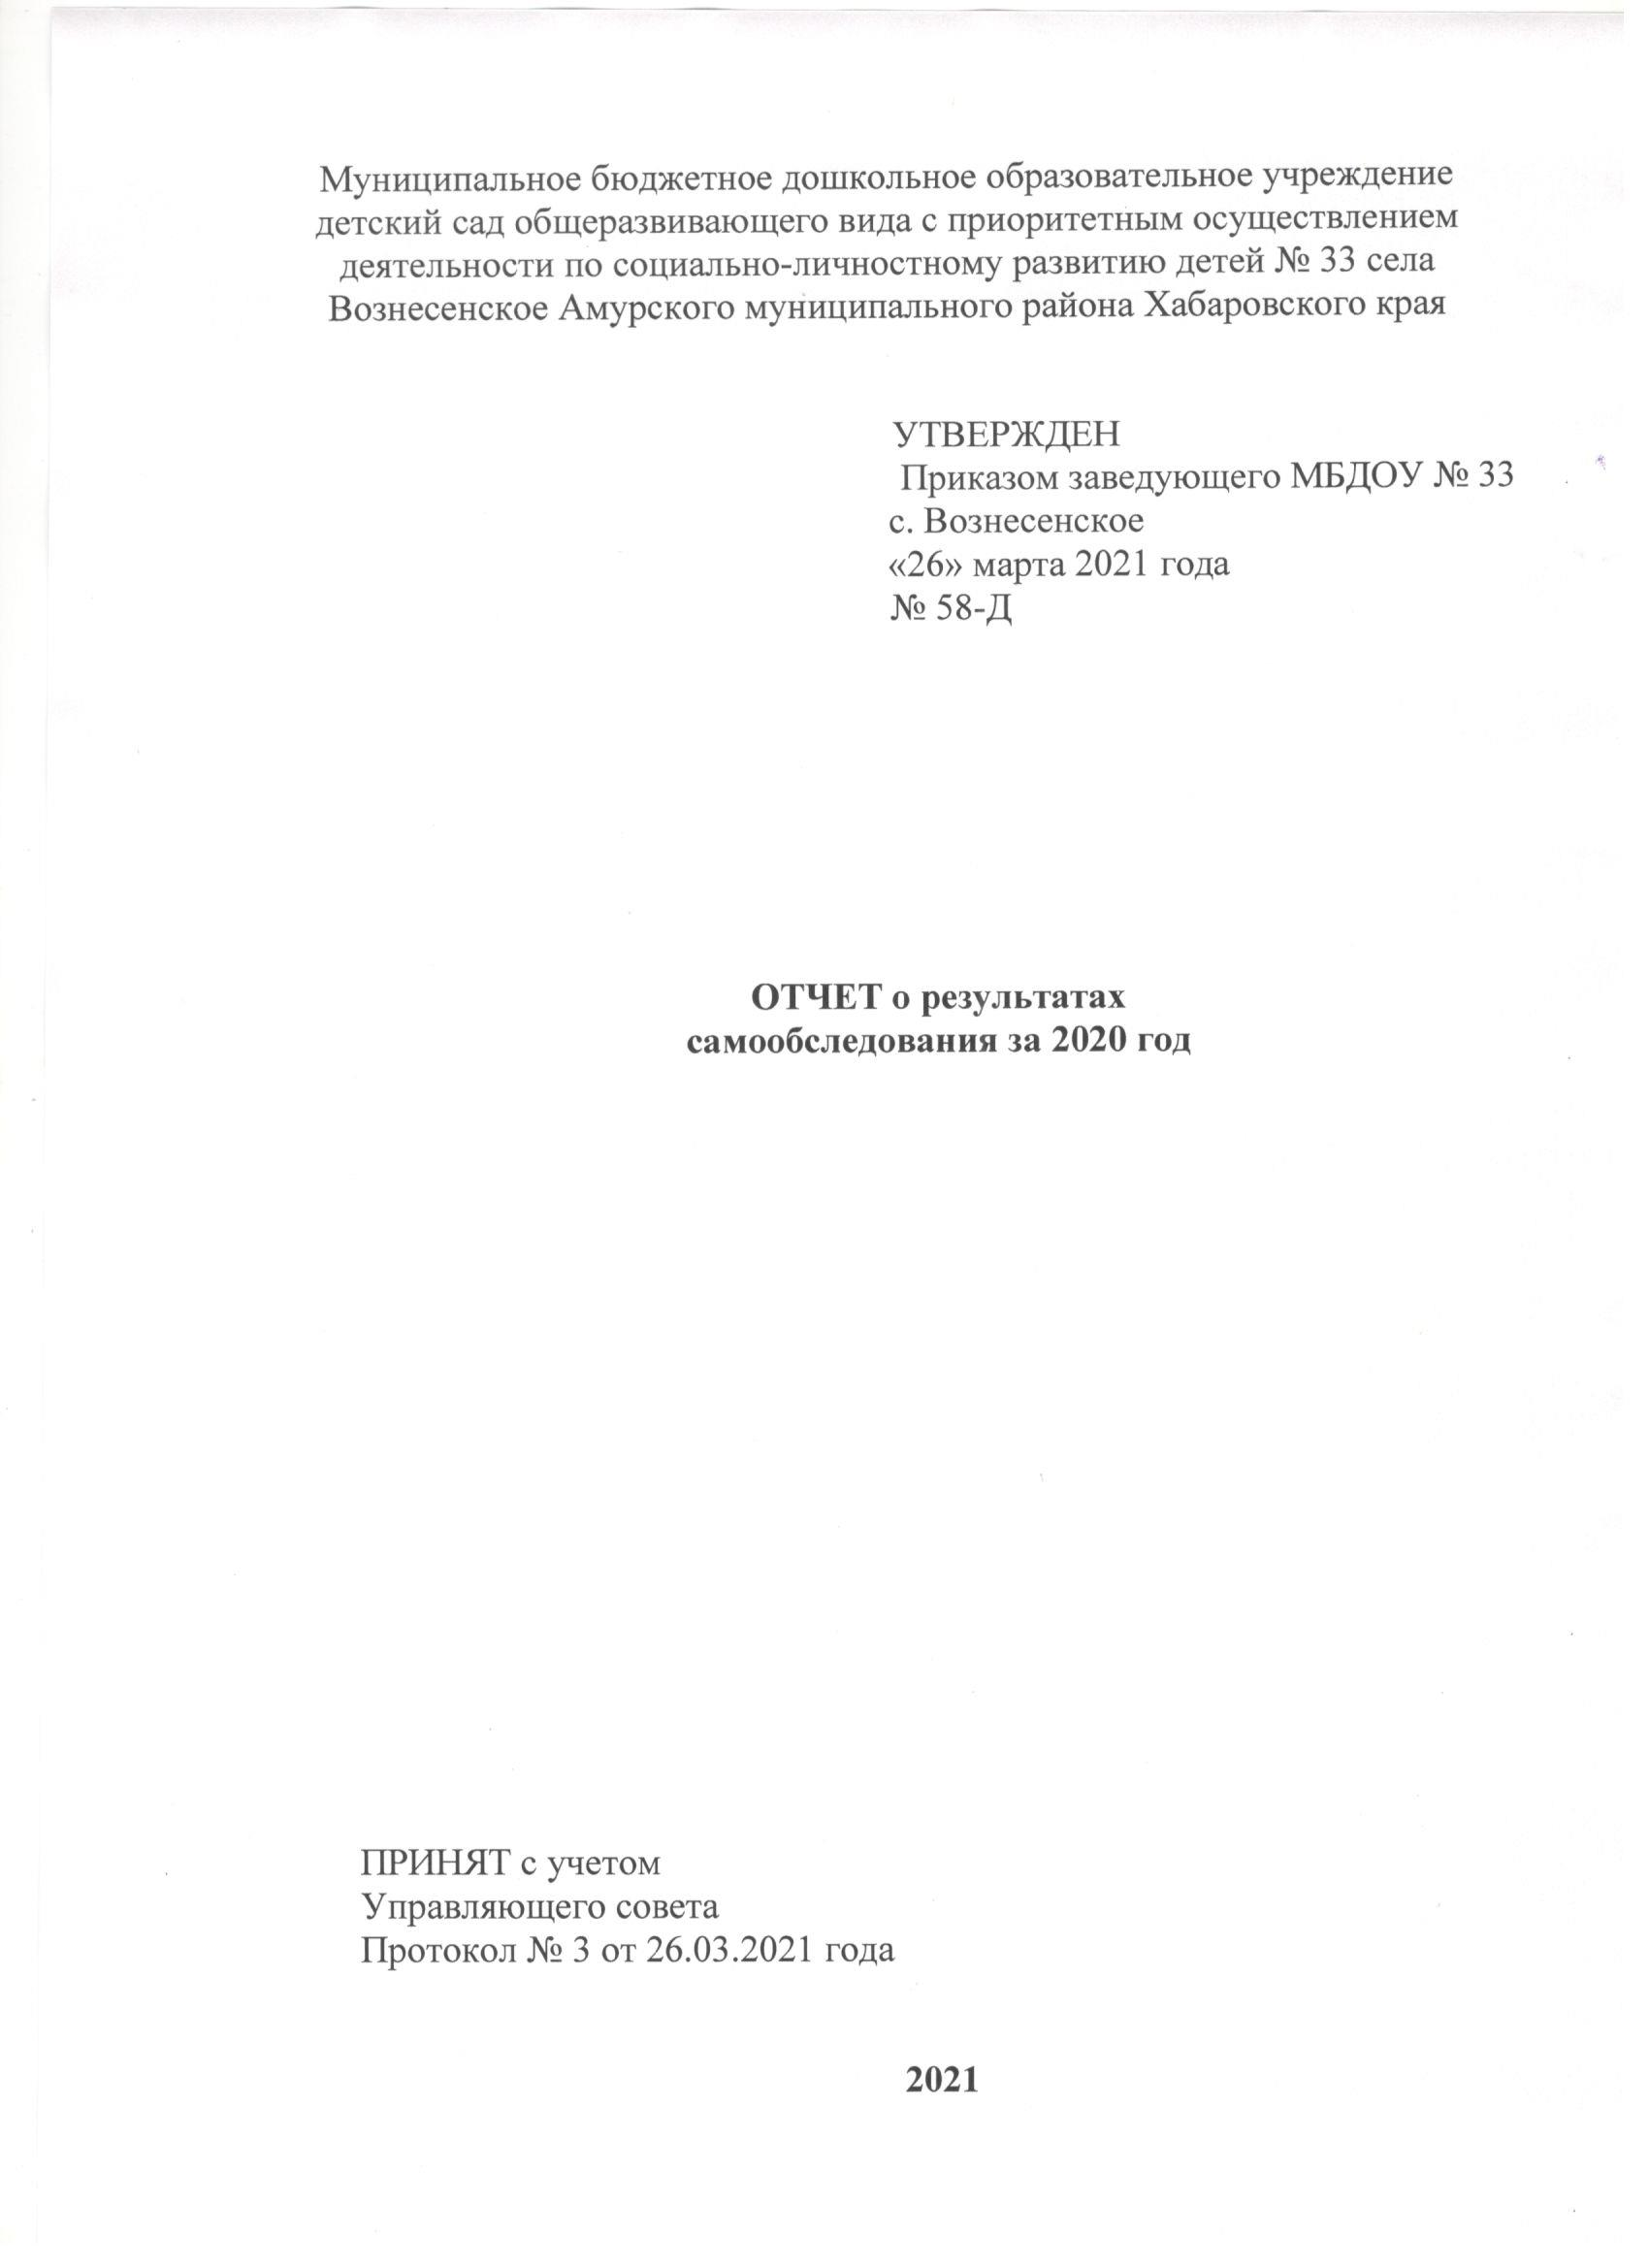 Муниципальное бюджетное дошкольное образовательное учреждение
детский сад общеразвивающего вида с приоритетным осуществлением
деятельности по социально-личностному развитию детей № 33 села
Вознесенское Амурского муниципального района Хабаровского края
УТВЕРЖДЕН
Приказом заведующего МБДОУ № 33
с. Вознесенское
«26» марта 2021 года
№ 58-Д
ОТЧЕТ о результатах
самообследования за 2020 год
ПРИНЯТ с учетом
Управляющего совета
Протокол № 3 от 26.03.2021 года
2021